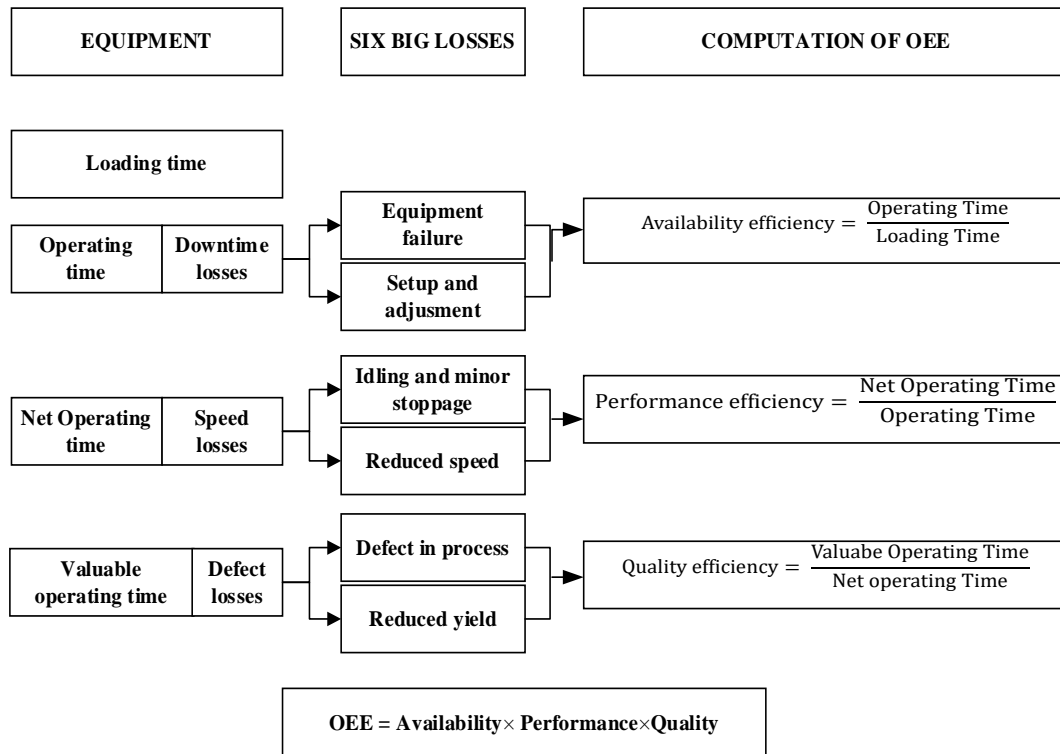 EQUIPMENT
SIX BIG LOSSES
COMPUTATION OF OEE
Loading time
Operating
time
Downtime
losses
Equipment
failure
Setup and
adjusment
Availability efficiency = Operating Time
Loading Time
Net Operating
time
Speed
losses
Idling and minor
stoppage
Reduced speed
Performance efficiency = Net Operating Time
Operating Time
Valuable
operating time
Defect
losses
Defect in process
Reduced yield
Quality efficiency = Valuabe Operating Time
Net operating Time
OEE = Availability× Performance×Quality